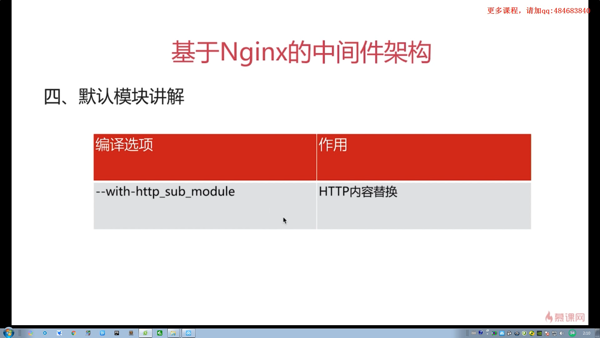 更多课程，请加qq:484683840
基于Nginx的中间件架构
四、默认模块讲解
编译选项 作用
--with-http_sub_module HTTP内容替换
易课网